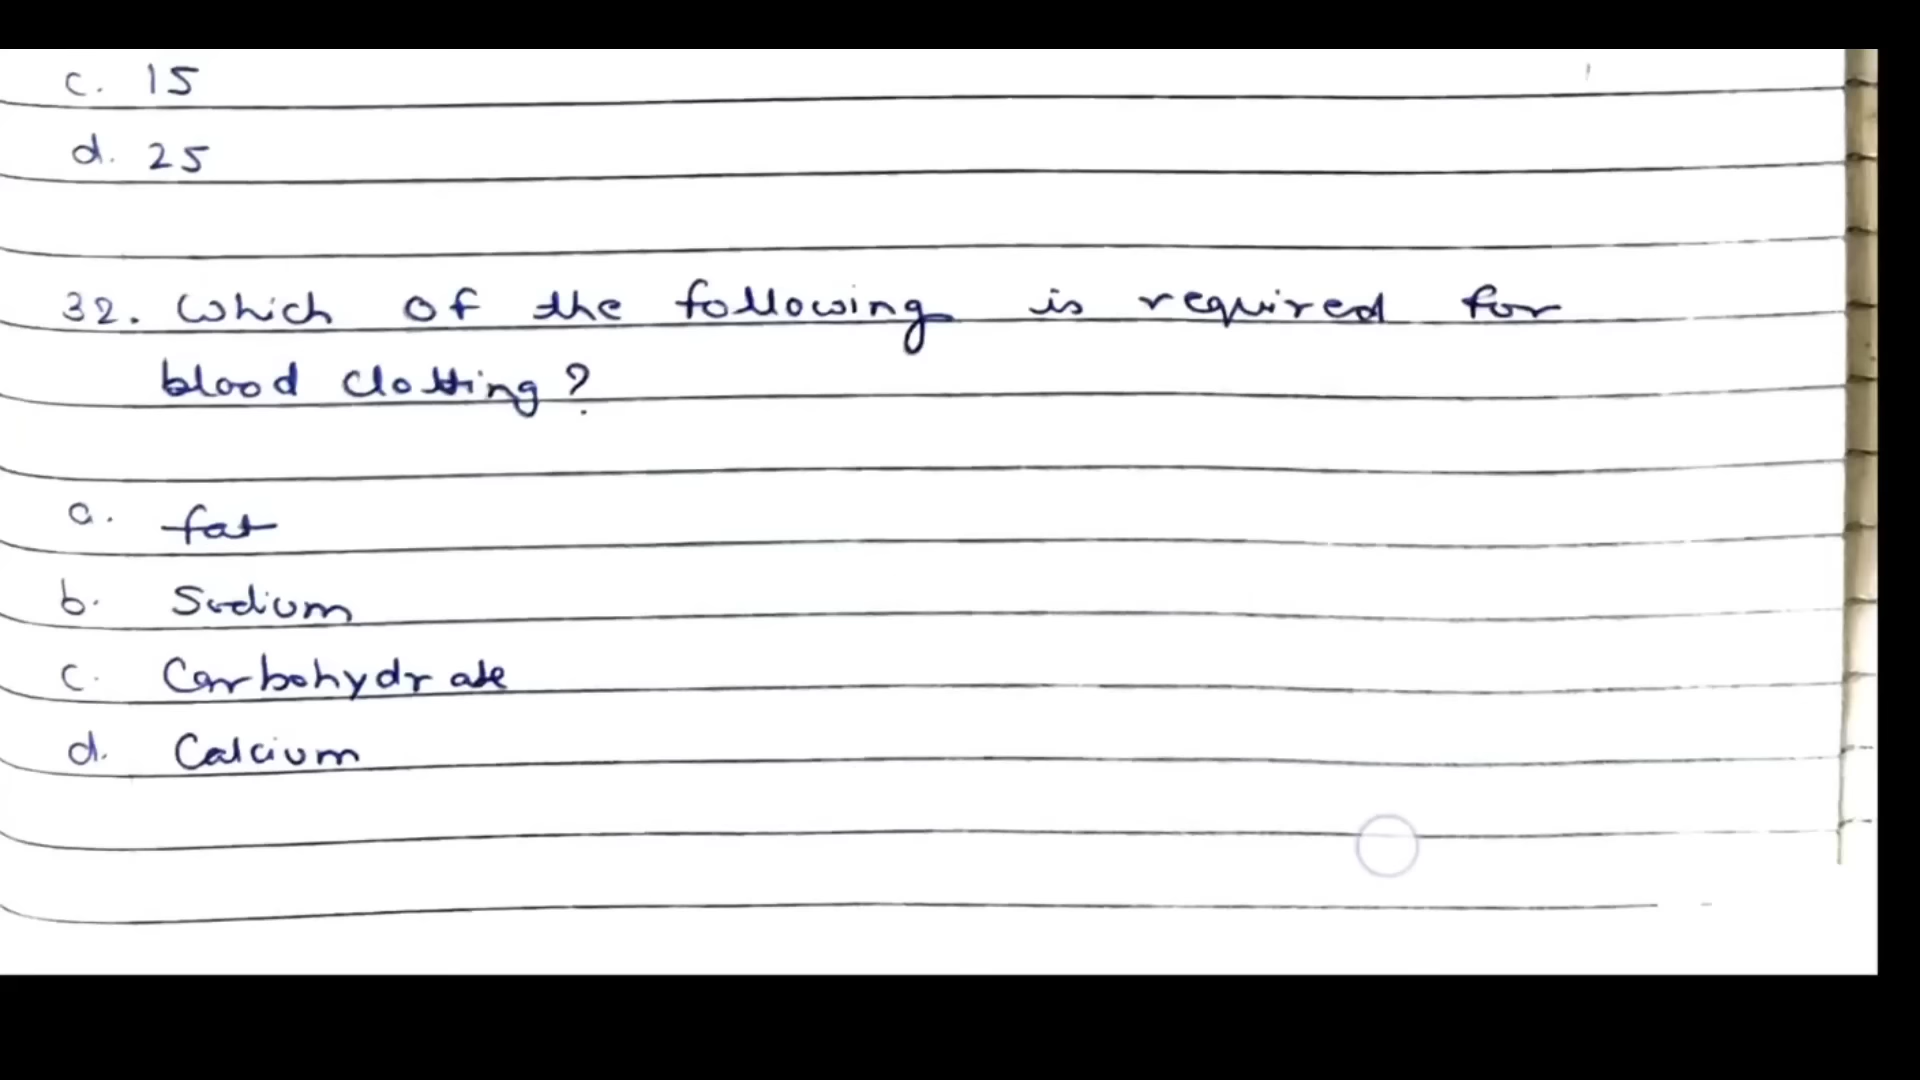 c. 15
d. 25
32. Which of the following is required for
blood clotting?
a. fat
b. Sodium
c. Carbohydrate
d. Calcium